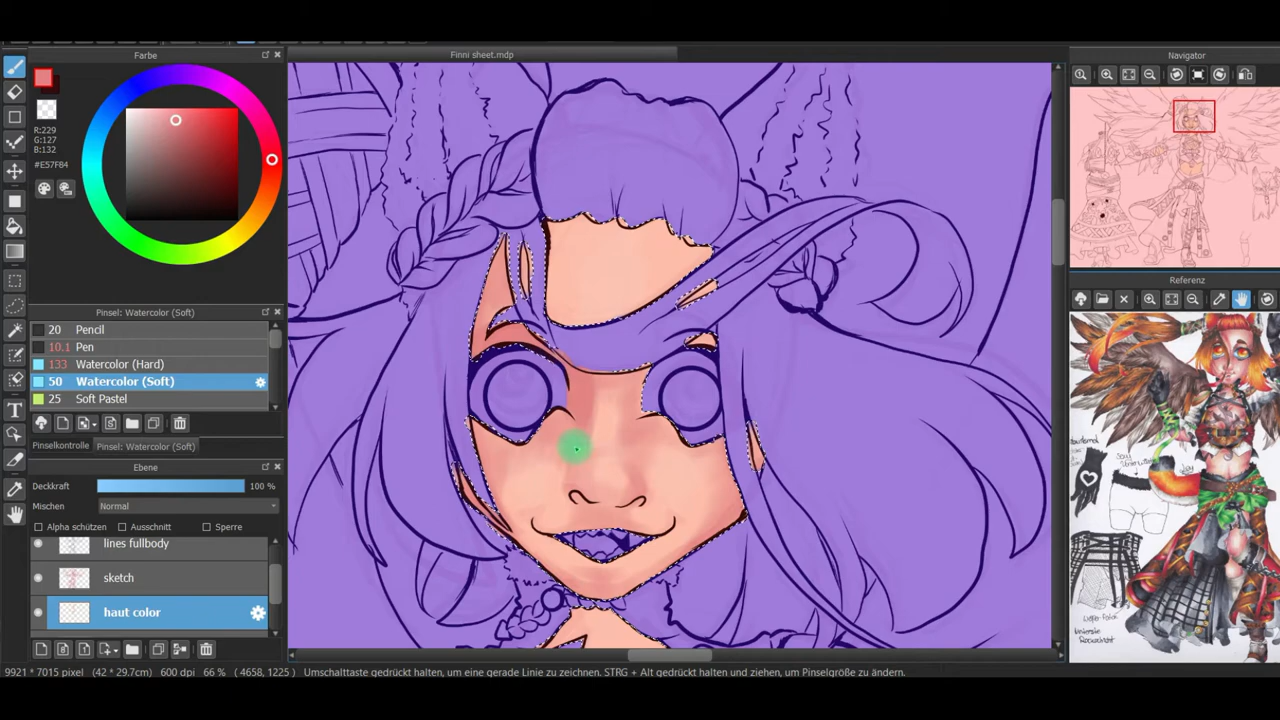 Farbe
Finni sheet.mdp
Navigator
R:229
G:127
B:132
#E57F84
Referenz
Pinsel: Watercolor (Soft)
20 Pencil
10.1 Pen
133 Watercolor (Hard)
50 Watercolor (Soft)
25 Soft Pastel
Pinselkontrolle
Pinsel: Watercolor (Soft)
Ebene
Deckkraft
100 %
Mischen
Normal
Alpha schützen
Ausschnitt
Sperre
lines fullbody
sketch
haut color
9921 * 7015 pixel (42 * 29.7cm) 600 dpi 66 % (4658, 1225) Umschalttaste gedrückt halten, um eine gerade Linie zu zeichnen. STRG + Alt gedrückt halten und ziehen, um Pinselgröße zu ändern.